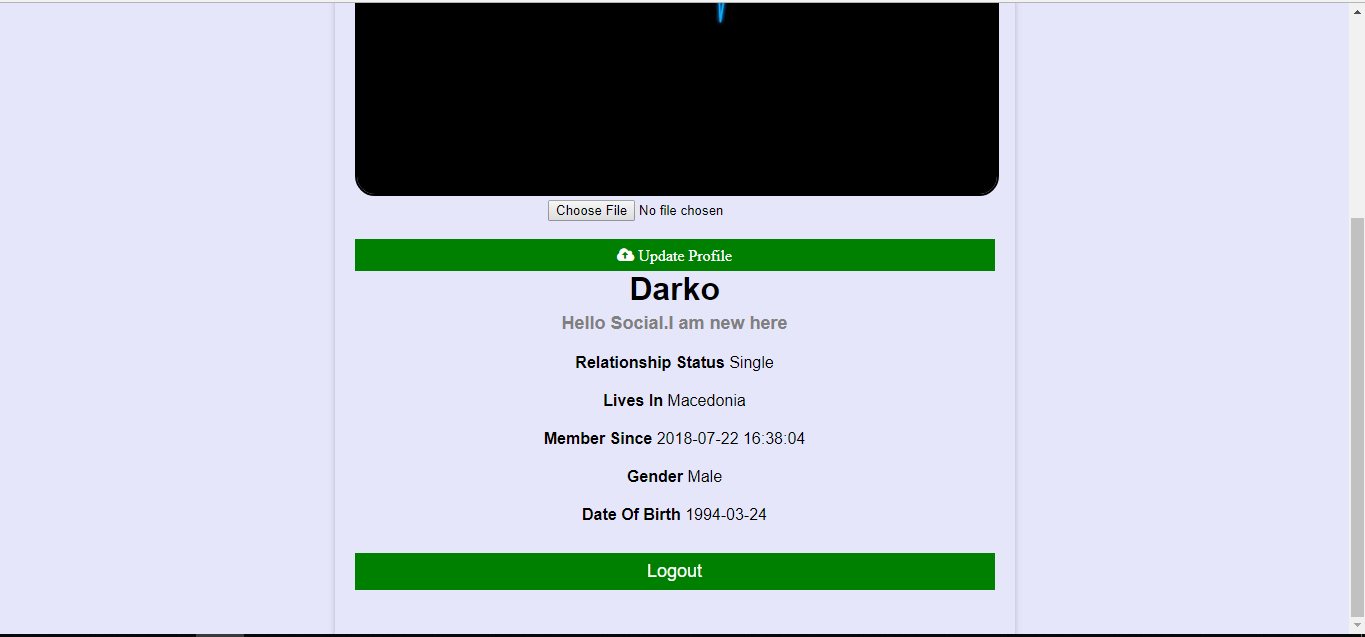 Choose File No file chosen
Update Profile
Darko
Hello Social.I am new here
Relationship Status Single
Lives In Macedonia
Member Since 2018-07-22 16:38:04
Gender Male
Date Of Birth 1994-03-24
Logout